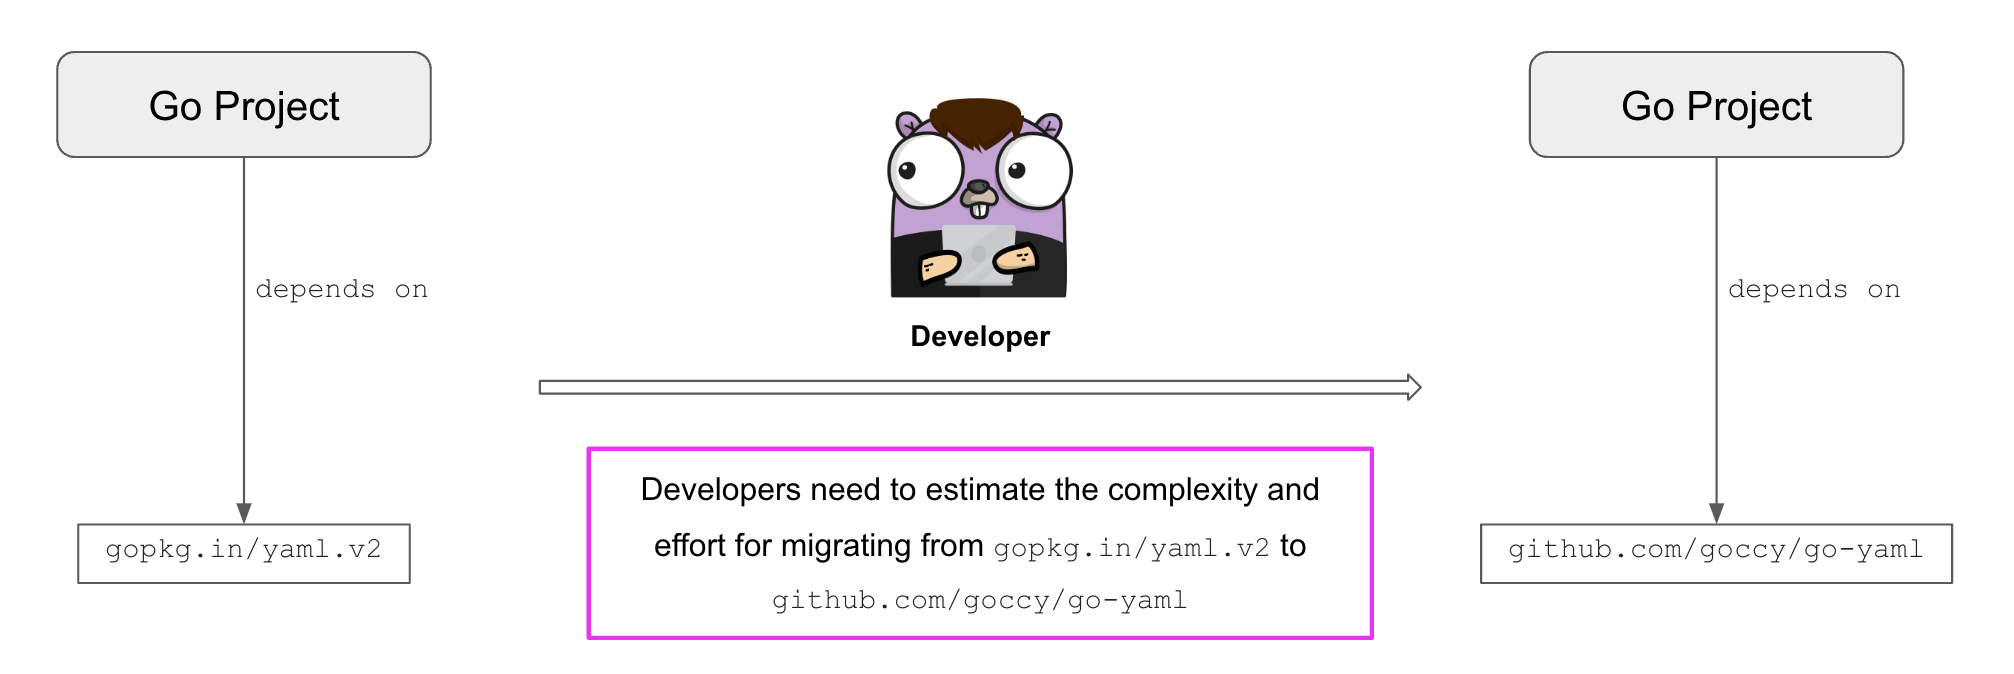 Go Project
depends on
gopkg.in/yaml.v2
Developer
Developers need to estimate the complexity and
effort for migrating from gopkg.in/yaml.v2 to
github.com/goccy/go-yaml
Go Project
depends on
github.com/goccy/go-yaml